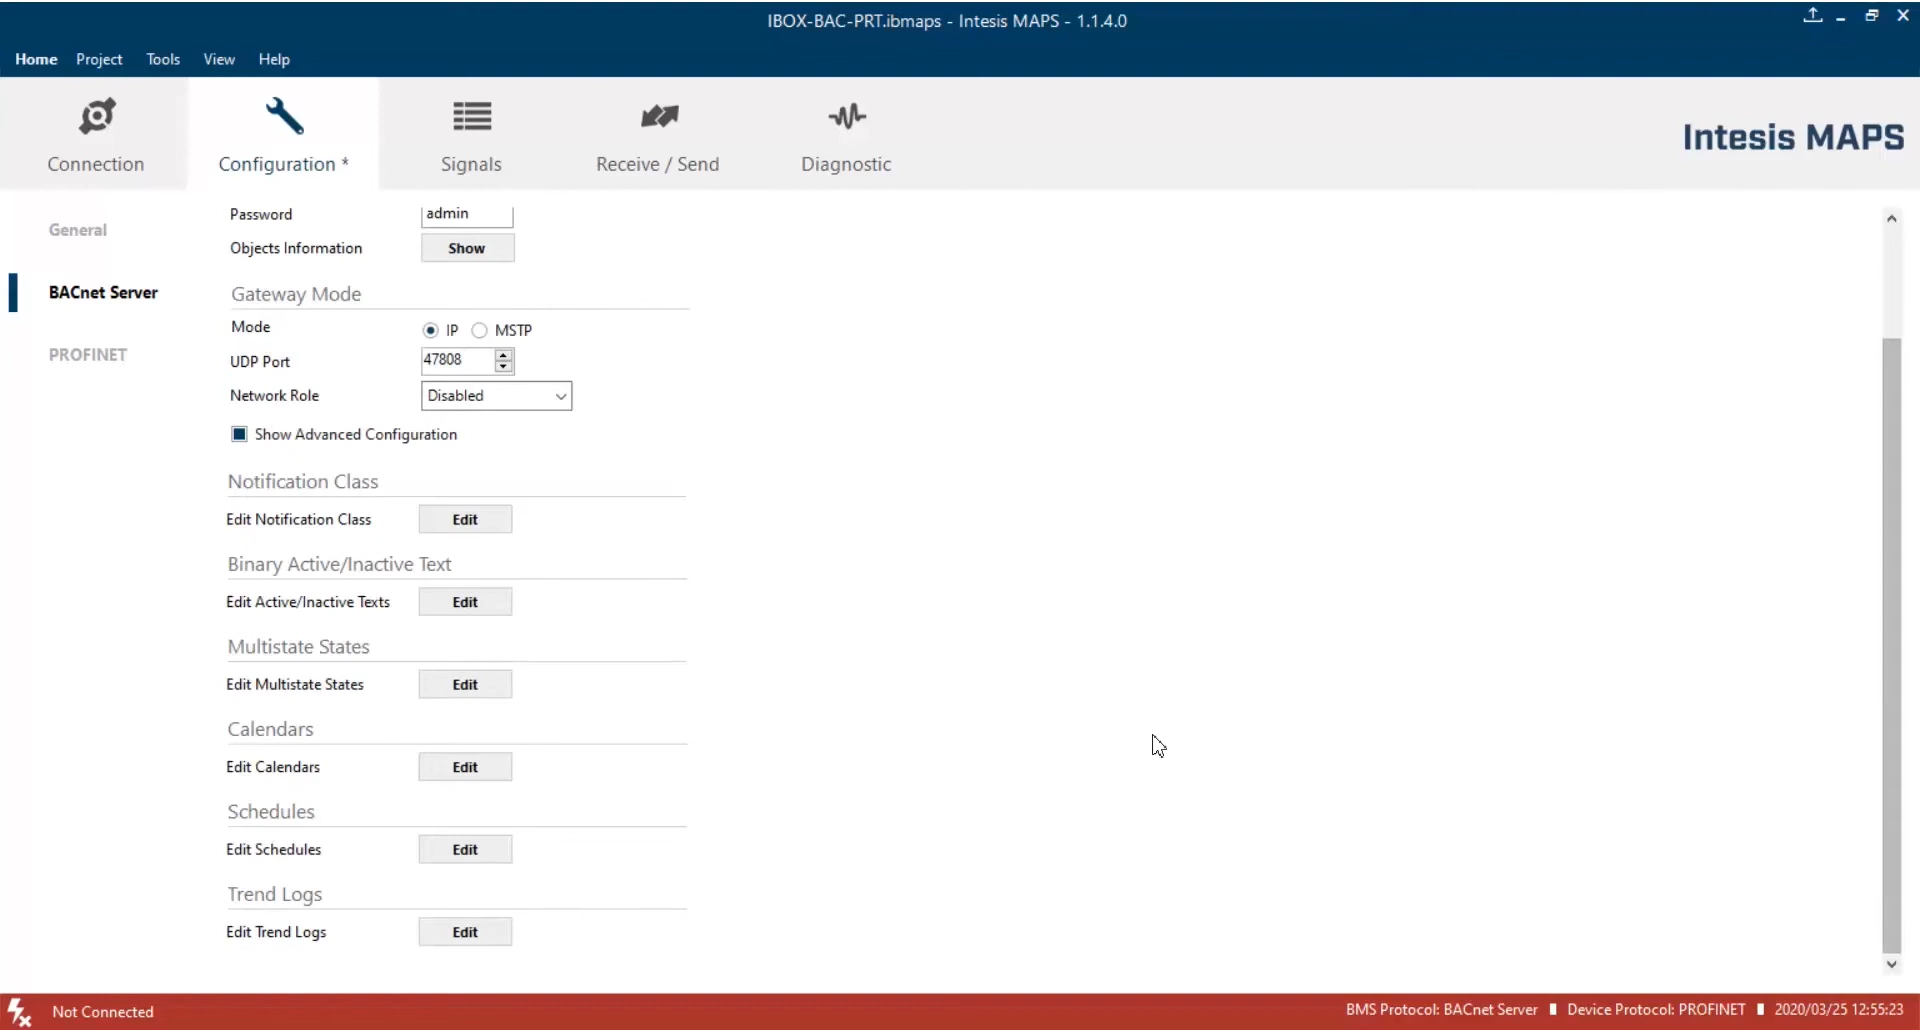 IBOX-BAC-PRT.ibmaps - Intesis MAPS - 1.1.4.0
Home Project Tools View Help
Connection Configuration * Signals Receive / Send Diagnostic
Intesis MAPS
General
BACnet Server
PROFINET
Password admin
Objects Information Show
Gateway Mode
Mode IP MSTP
UDP Port 47808
Network Role Disabled
Show Advanced Configuration
Notification Class
Edit Notification Class Edit
Binary Active/Inactive Text
Edit Active/Inactive Texts Edit
Multistate States
Edit Multistate States Edit
Calendars
Edit Calendars Edit
Schedules
Edit Schedules Edit
Trend Logs
Edit Trend Logs Edit
Not Connected
BMS Protocol: BACnet Server Device Protocol: PROFINET 2020/03/25 12:55:23